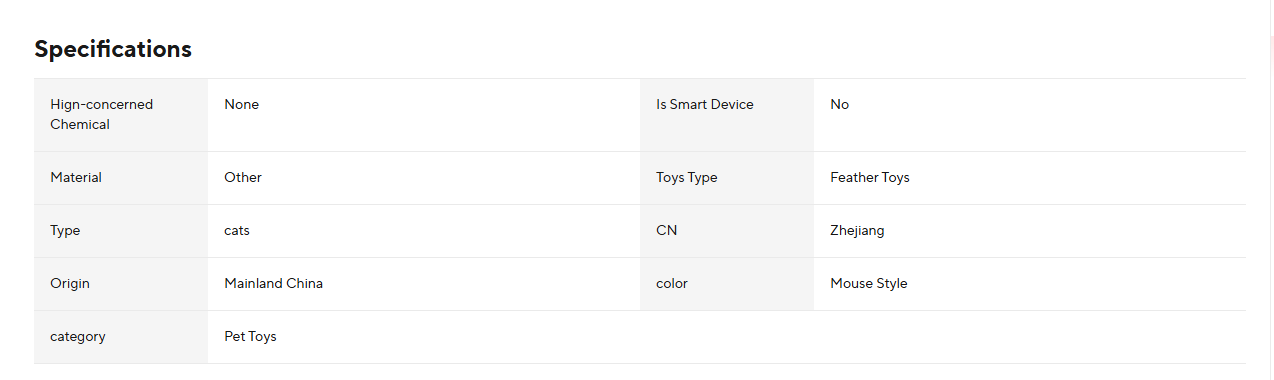 Specifications
Hign-concerned
Chemical
None
Is Smart Device
No
Material
Other
Toys Type
Feather Toys
Type
cats
CN
Zhejiang
Origin
Mainland China
color
Mouse Style
category
Pet Toys